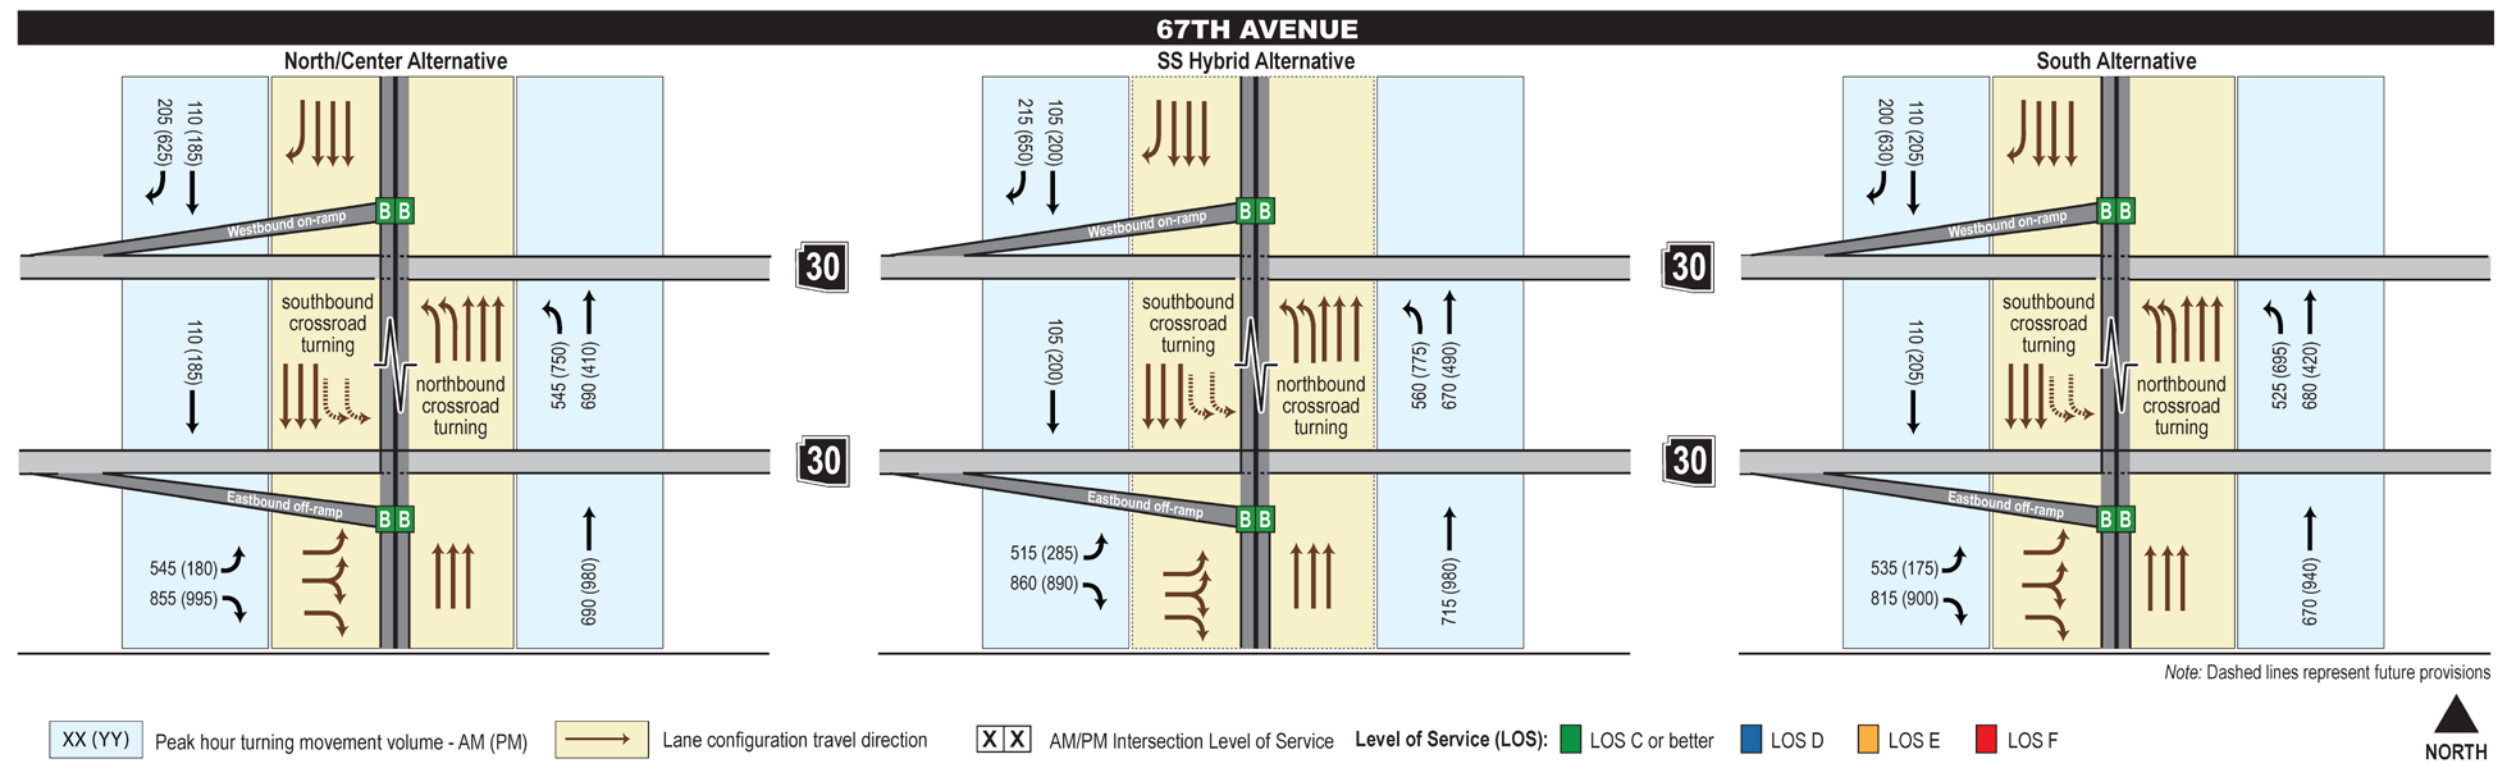 67TH AVENUE
North/Center Alternative
205 (625)
110 (185)
Westbound on-ramp
B B
southbound
crossroad
turning
northbound
crossroad
turning
110 (185)
545 (750)
690 (410)
Eastbound off-ramp
B B
545 (180)
855 (995)
690 (980)
30
30
SS Hybrid Alternative
215 (650)
105 (200)
Westbound on-ramp
B B
southbound
crossroad
turning
northbound
crossroad
turning
105 (200)
560 (775)
670 (490)
Eastbound off-ramp
B B
515 (285)
860 (890)
715 (980)
30
30
South Alternative
200 (630)
110 (205)
Westbound on-ramp
B B
southbound
crossroad
turning
northbound
crossroad
turning
110 (205)
525 (695)
680 (420)
Eastbound off-ramp
B B
535 (175)
815 (900)
670 (940)
Note: Dashed lines represent future provisions
XX (YY) Peak hour turning movement volume - AM (PM)
Lane configuration travel direction
X X AM/PM Intersection Level of Service
Level of Service (LOS): LOS C or better LOS D LOS E LOS F
NORTH